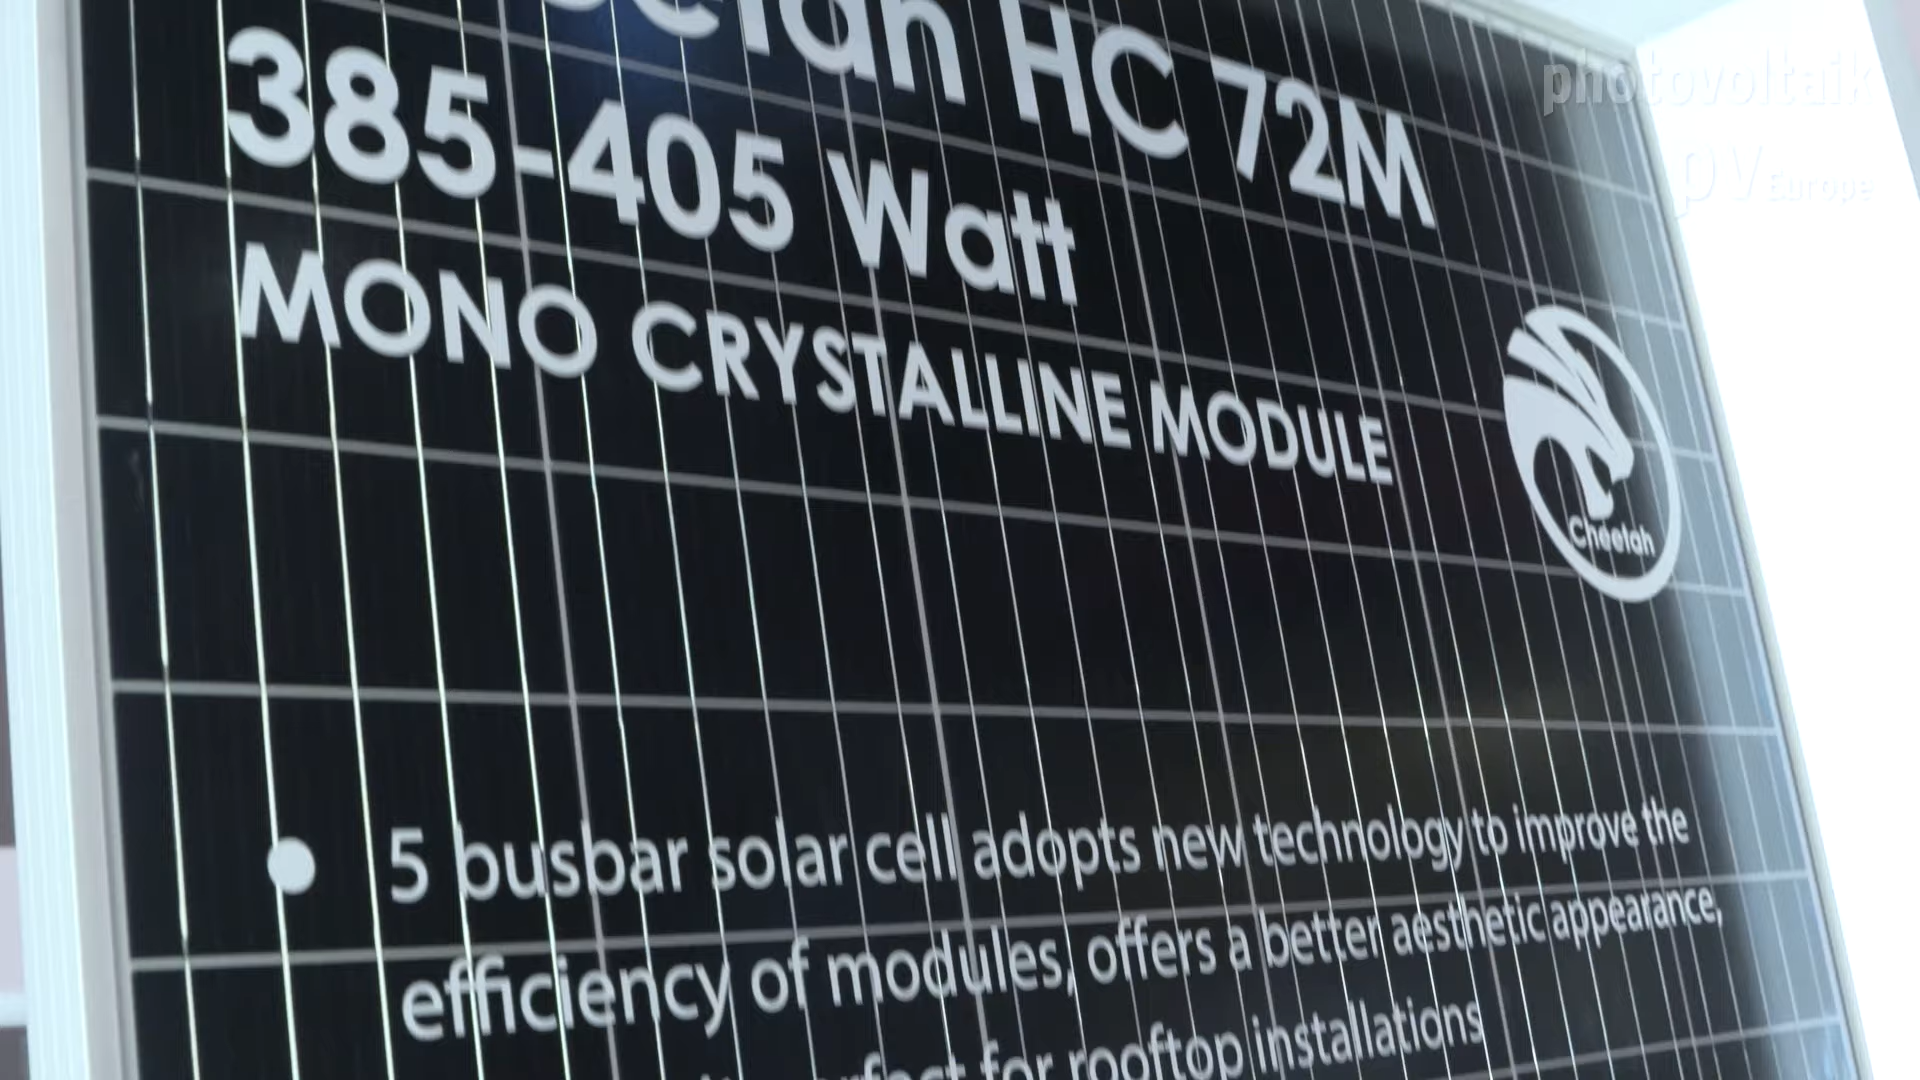 HC 72M
385-405 Watt
MONO CRYSTALLINE MODULE
Cheetah
5 busbar solar cell adopts new technology to improve the
efficiency of modules, offers a better aesthetic appearance,
for rooftop installations
photovoltaik
pv Europe